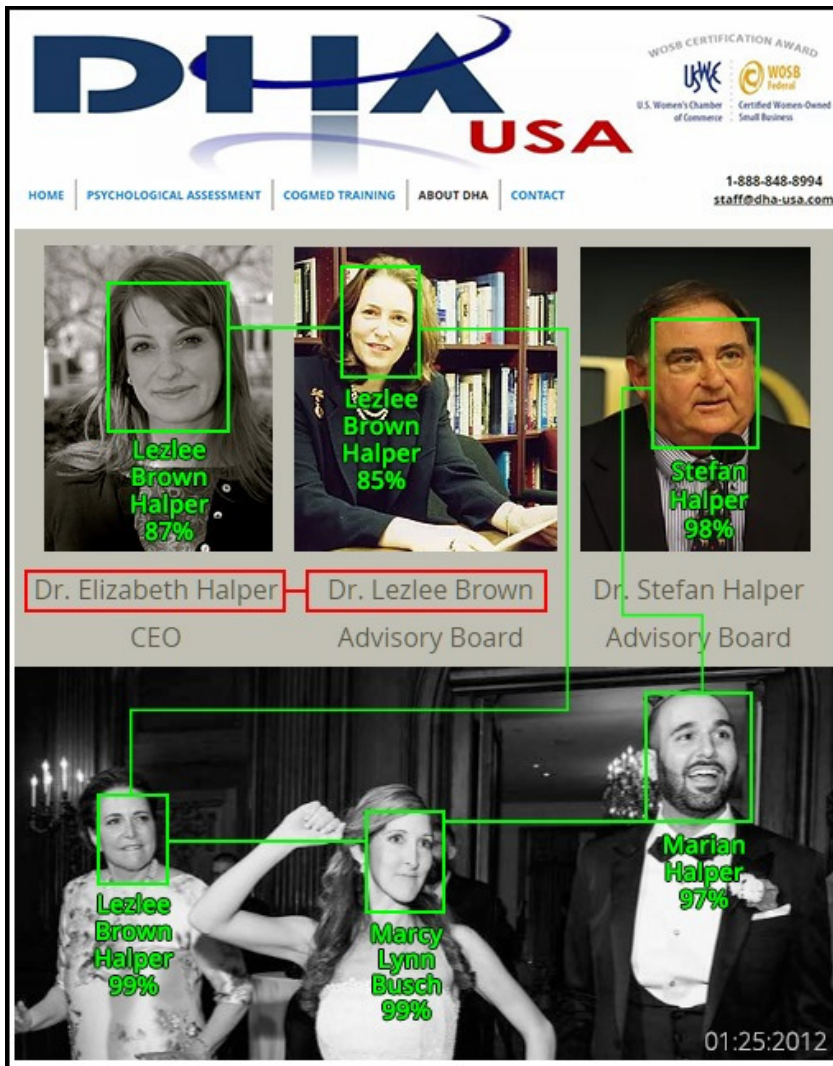 DHA
USA
WOSB CERTIFICATION AWARD
USWCC
U.S. Women's Chamber
of Commerce
WOSB
Federal
Certified Women-Owned
Small Business
HOME
PSYCHOLOGICAL ASSESSMENT
COGMED TRAINING
ABOUT DHA
CONTACT
1-888-848-8994
staff@dha-usa.com
Lezlee
Brown
Halper
87%
Lezlee
Brown
Halper
85%
Stefan
Halper
98%
Dr. Elizabeth Halper
Dr. Lezlee Brown
Dr. Stefan Halper
CEO
Advisory Board
Advisory Board
Lezlee
Brown
Halper
99%
Marcy
Lynn
Busch
99%
Marian
Halper
97%
01:25:2012